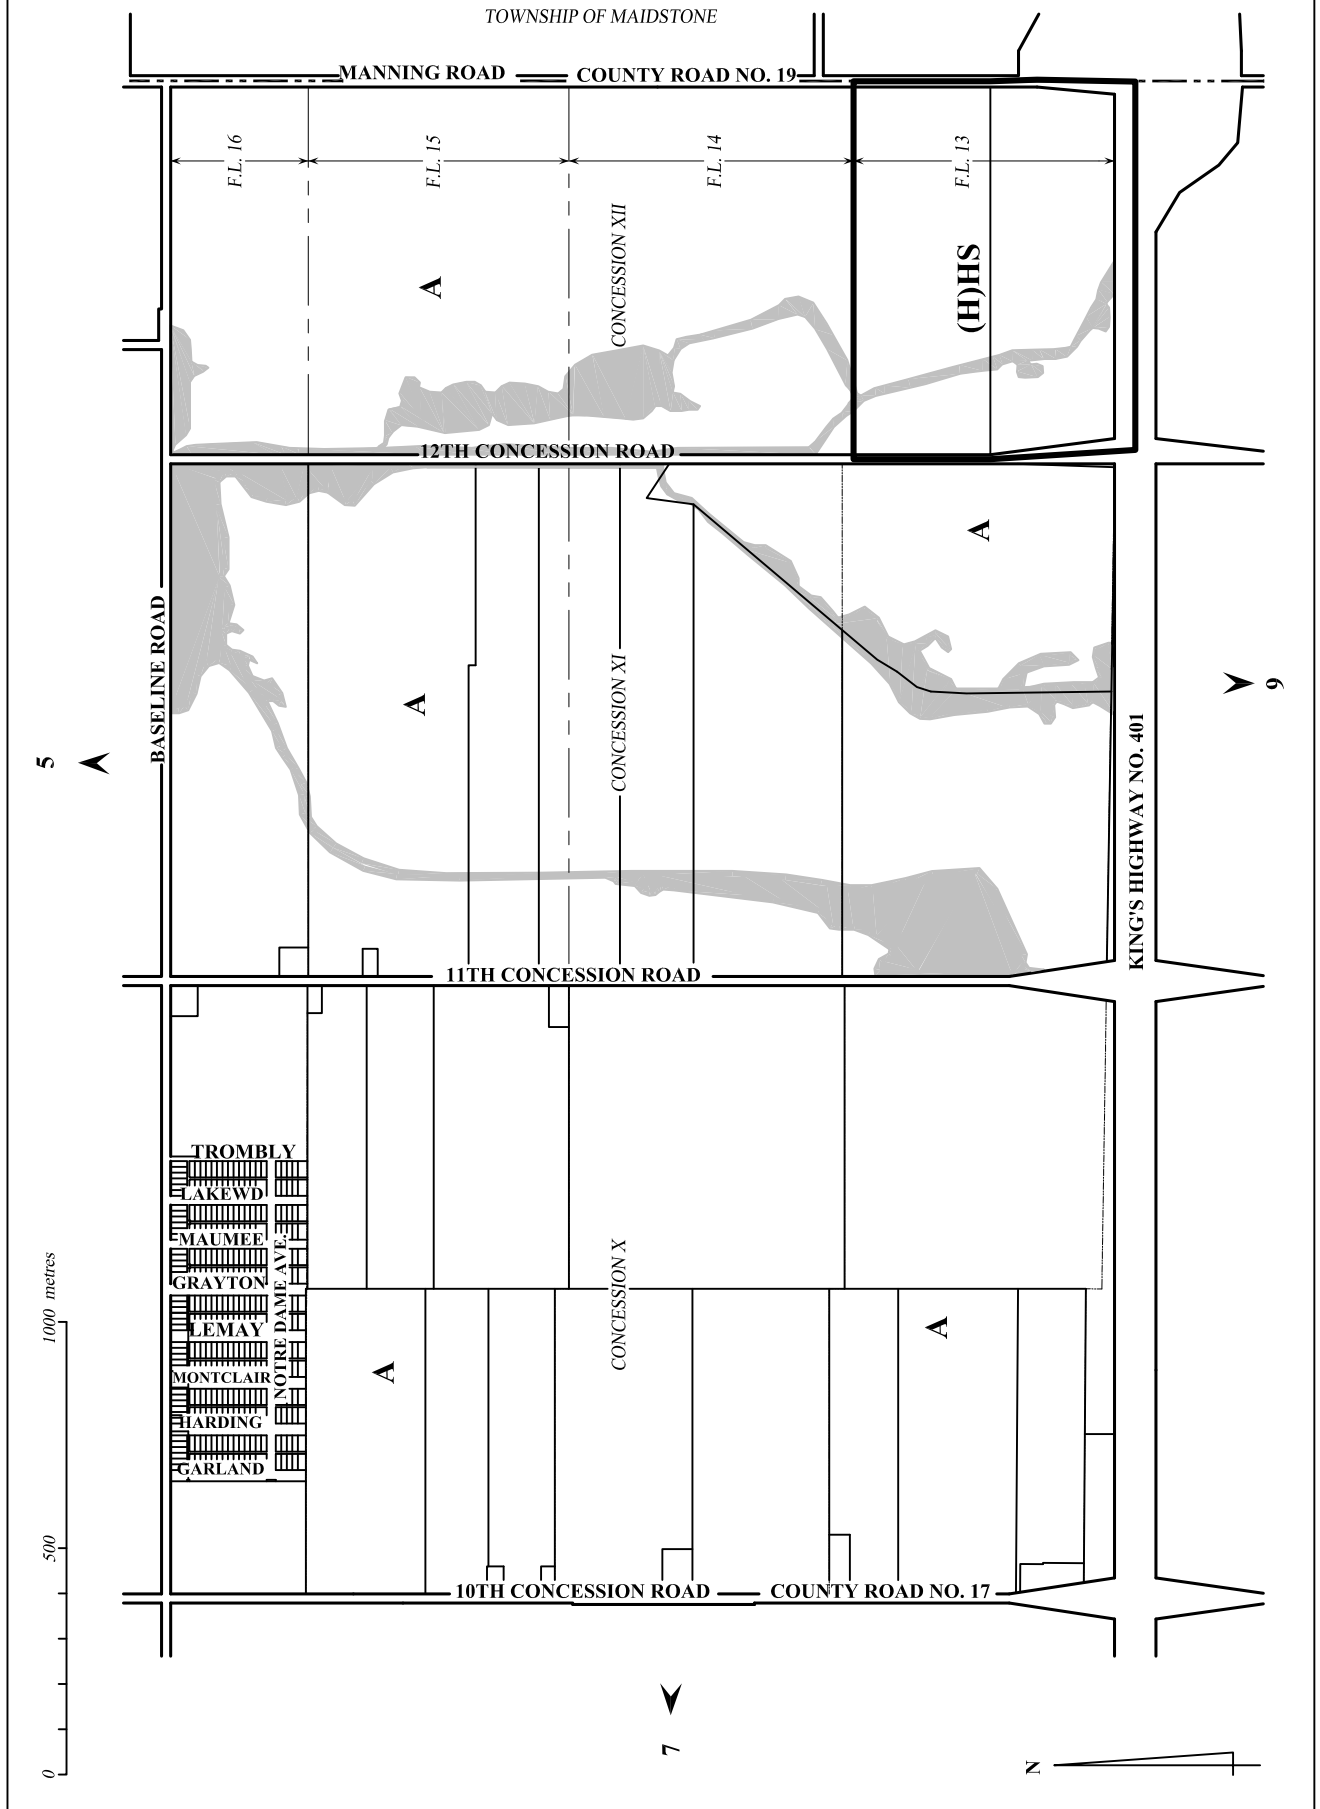 TOWNSHIP OF MAIDSTONE
MANNING ROAD
COUNTY ROAD NO. 19
F.L. 16
F.L. 15
F.L. 14
F.L. 13
A
CONCESSION XII
(H)HS
12TH CONCESSION ROAD
BASELINE ROAD
A
CONCESSION XI
A
5
9
KING'S HIGHWAY NO. 401
11TH CONCESSION ROAD
TROMBLY
LAKEWD
MAUMEE
GRAYTON
LEMAY
MONTCLAIR
HARDING
GARLAND
NOTRE DAME AVE.
CONCESSION X
A
A
10TH CONCESSION ROAD
COUNTY ROAD NO. 17
1000 metres
500
0
7
N